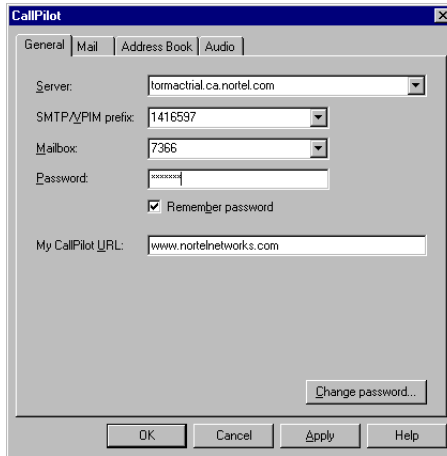 CallPilot
General Mail Address Book Audio
Server: tormactrial.ca.nortel.com
SMTP/VPIM prefix: 1416597
Mailbox: 7366
Password: xxxxxxx
Remember password
My CallPilot URL: www.nortelnetworks.com
Change password...
OK Cancel Apply Help